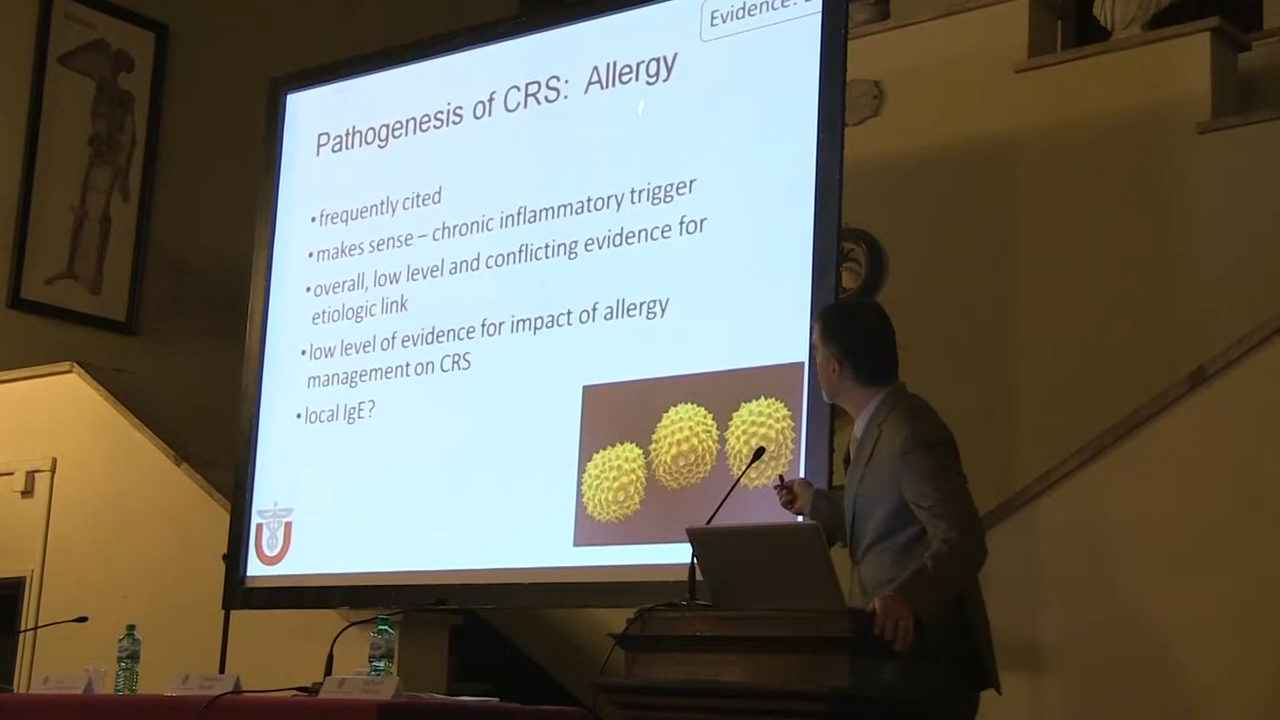 Evidence:
Pathogenesis of CRS: Allergy
•frequently cited
•makes sense – chronic inflammatory trigger
•overall, low level and conflicting evidence for
etiologic link
•low level of evidence for impact of allergy
management on CRS
•local IgE?
U